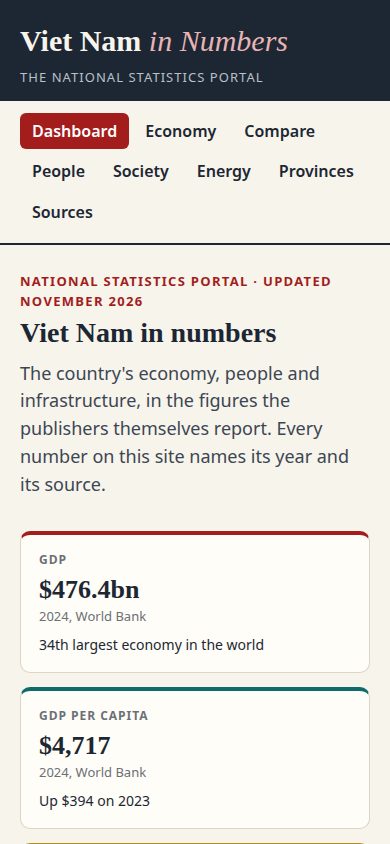 Viet Nam in Numbers
THE NATIONAL STATISTICS PORTAL
Dashboard Economy Compare
People Society Energy Provinces
Sources
NATIONAL STATISTICS PORTAL · UPDATED
NOVEMBER 2026
Viet Nam in numbers
The country's economy, people and
infrastructure, in the figures the
publishers themselves report. Every
number on this site names its year and
its source.
GDP
$476.4bn
2024, World Bank
34th largest economy in the world
GDP PER CAPITA
$4,717
2024, World Bank
Up $394 on 2023